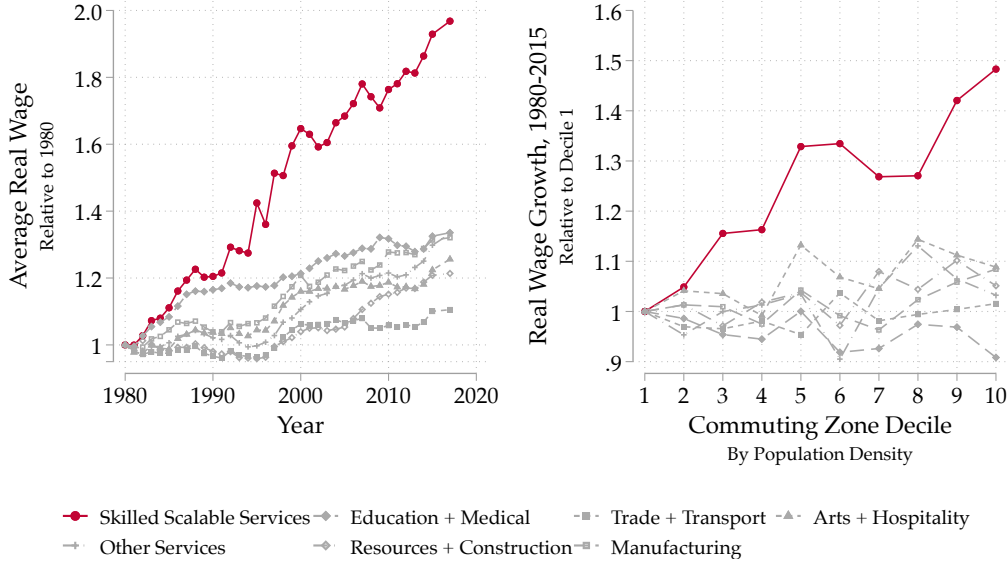 Average Real Wage
Relative to 1980
2.0
1.8
1.6
1.4
1.2
1
1980 1990 2000 2010 2020
Year
Real Wage Growth, 1980-2015
Relative to Decile 1
1.6
1.5
1.4
1.3
1.2
1.1
1
.9
1 2 3 4 5 6 7 8 9 10
Commuting Zone Decile
By Population Density
Skilled Scalable Services Education + Medical Trade + Transport Arts + Hospitality
Other Services Resources + Construction Manufacturing